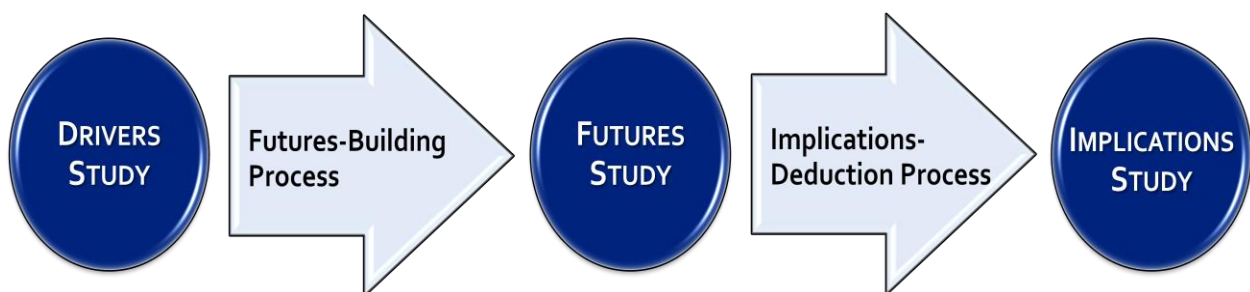 DRIVERS
STUDY
Futures-Building
Process
FUTURES
STUDY
Implications-
Deduction Process
IMPLICATIONS
STUDY